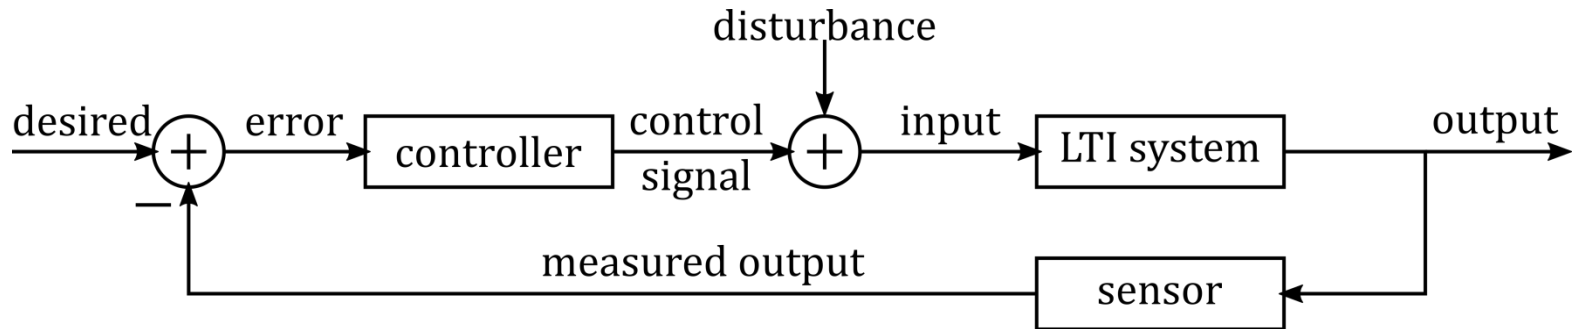 disturbance
desired
error
controller
control
signal
input
LTI system
output
+
+
−
measured output
sensor